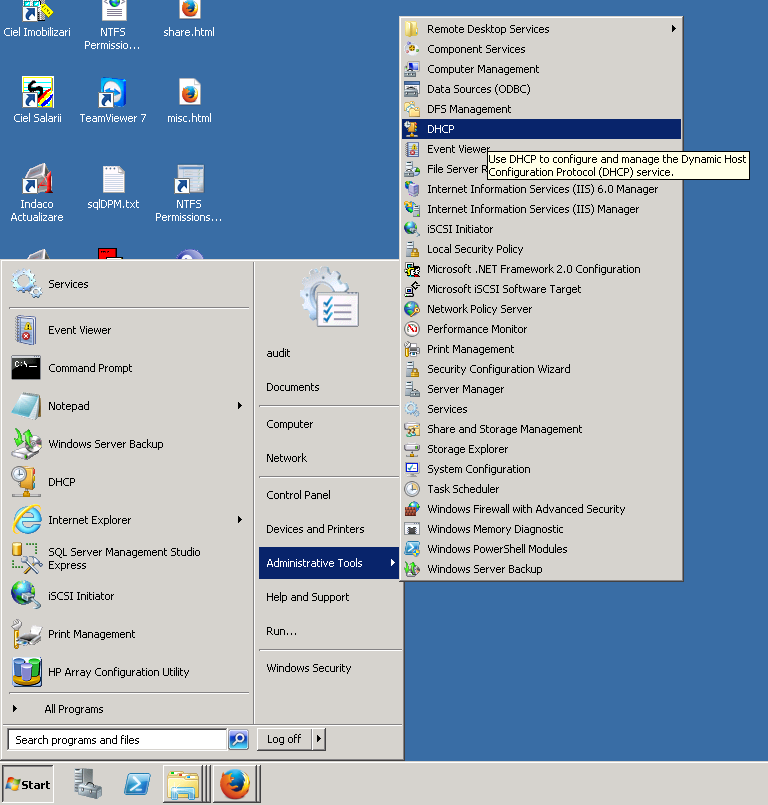 Ciel Imobilizari
NTFS
Permissio...
share.html
Ciel Salarii
TeamViewer 7
misc.html
Indaco
Actualizare
sqlDPM.txt
NTFS
Permissions...
Services
Event Viewer
C:\-
Command Prompt
Notepad
Windows Server Backup
DHCP
Internet Explorer
SQL Server Management Studio
Express
iSCSI Initiator
Print Management
HP Array Configuration Utility
All Programs
Search programs and files
audit
Documents
Computer
Network
Control Panel
Devices and Printers
Administrative Tools
Help and Support
Run...
Windows Security
Log off
Remote Desktop Services
Component Services
Computer Management
Data Sources (ODBC)
DFS Management
DHCP
Event Viewer
Use DHCP to configure and manage the Dynamic Host
Configuration Protocol (DHCP) service.
File Server R
Internet Information Services (IIS) 6.0 Manager
Internet Information Services (IIS) Manager
iSCSI Initiator
Local Security Policy
Microsoft .NET Framework 2.0 Configuration
Microsoft iSCSI Software Target
Network Policy Server
Performance Monitor
Print Management
Security Configuration Wizard
Server Manager
Services
Share and Storage Management
Storage Explorer
System Configuration
Task Scheduler
Windows Firewall with Advanced Security
Windows Memory Diagnostic
Windows PowerShell Modules
Windows Server Backup
Start